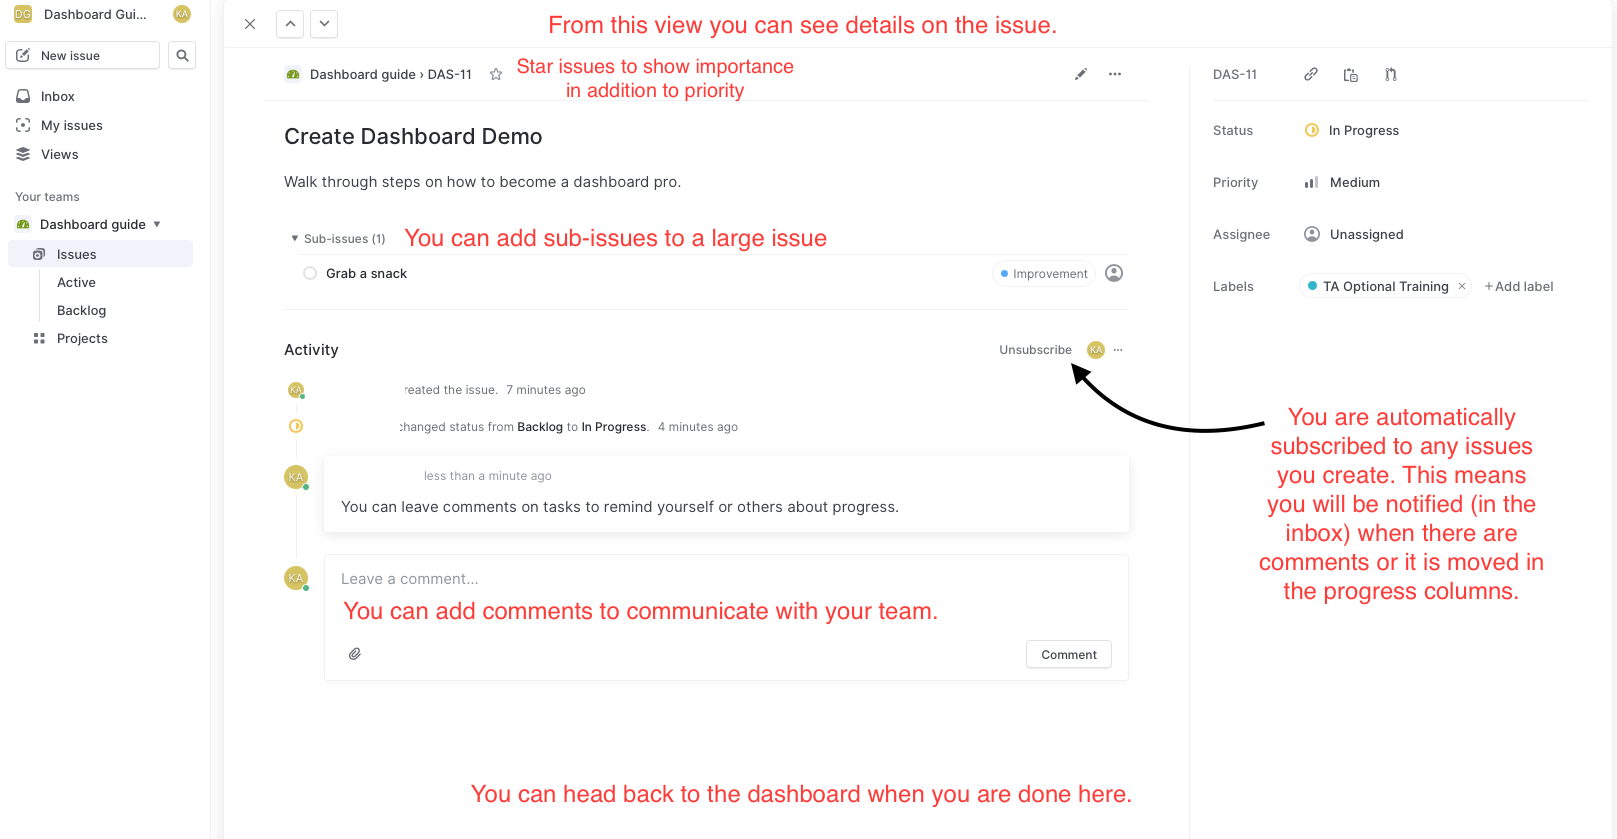 DG Dashboard Gui... KA
New issue
Inbox
My issues
Views
Your teams
Dashboard guide
Issues
Active
Backlog
Projects
From this view you can see details on the issue.
Dashboard guide › DAS-11
Star issues to show importance
in addition to priority
Create Dashboard Demo
Walk through steps on how to become a dashboard pro.
Sub-issues (1)
You can add sub-issues to a large issue
Grab a snack
Improvement
Activity
Unsubscribe
KA
KA
reated the issue. 7 minutes ago
changed status from Backlog to In Progress. 4 minutes ago
KA
less than a minute ago
You can leave comments on tasks to remind yourself or others about progress.
KA
Leave a comment...
You can add comments to communicate with your team.
Comment
You can head back to the dashboard when you are done here.
DAS-11
Status In Progress
Priority Medium
Assignee Unassigned
Labels TA Optional Training × +Add label
You are automatically
subscribed to any issues
you create. This means
you will be notified (in the
inbox) when there are
comments or it is moved in
the progress columns.